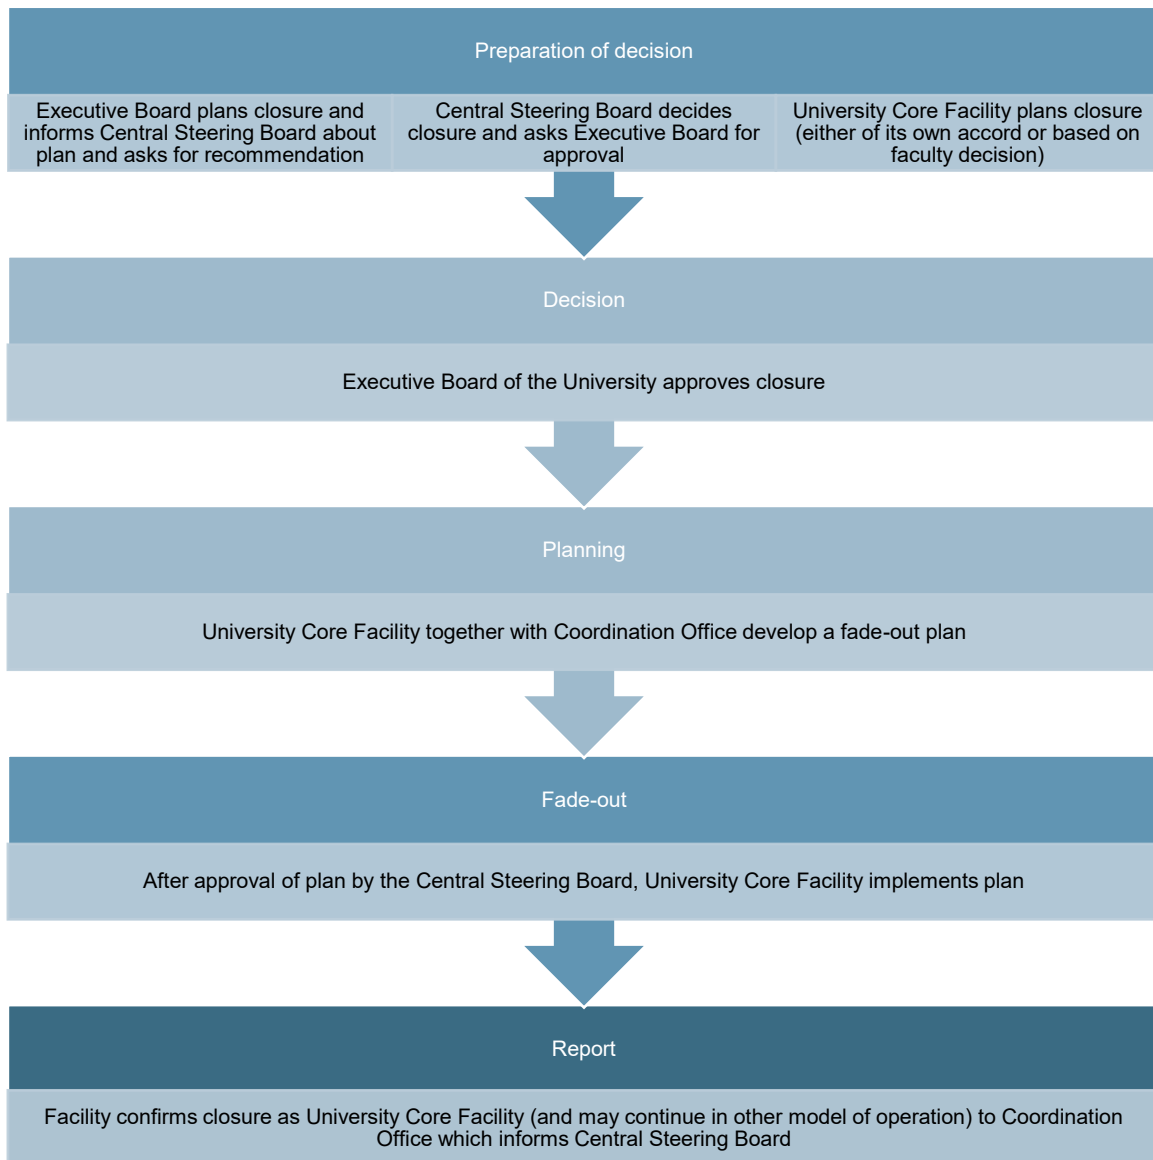 Preparation of decision
Executive Board plans closure and
informs Central Steering Board about
plan and asks for recommendation
Central Steering Board decides
closure and asks Executive Board for
approval
University Core Facility plans closure
(either of its own accord or based on
faculty decision)
Decision
Executive Board of the University approves closure
Planning
University Core Facility together with Coordination Office develop a fade-out plan
Fade-out
After approval of plan by the Central Steering Board, University Core Facility implements plan
Report
Facility confirms closure as University Core Facility (and may continue in other model of operation) to Coordination
Office which informs Central Steering Board